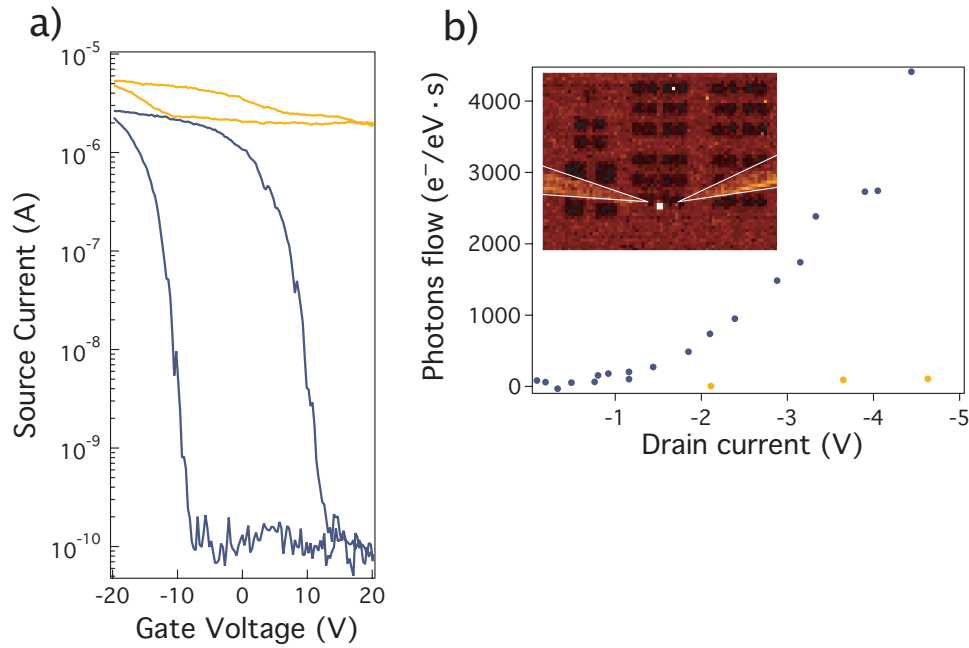 a)
10⁻⁵
10⁻⁶
10⁻⁷
10⁻⁸
10⁻⁹
10⁻¹⁰
Source Current (A)
-20 -10 0 10 20
Gate Voltage (V)
b)
4000
3000
2000
1000
0
Photons flow (e⁻/eV · s)
-1 -2 -3 -4 -5
Drain current (V)